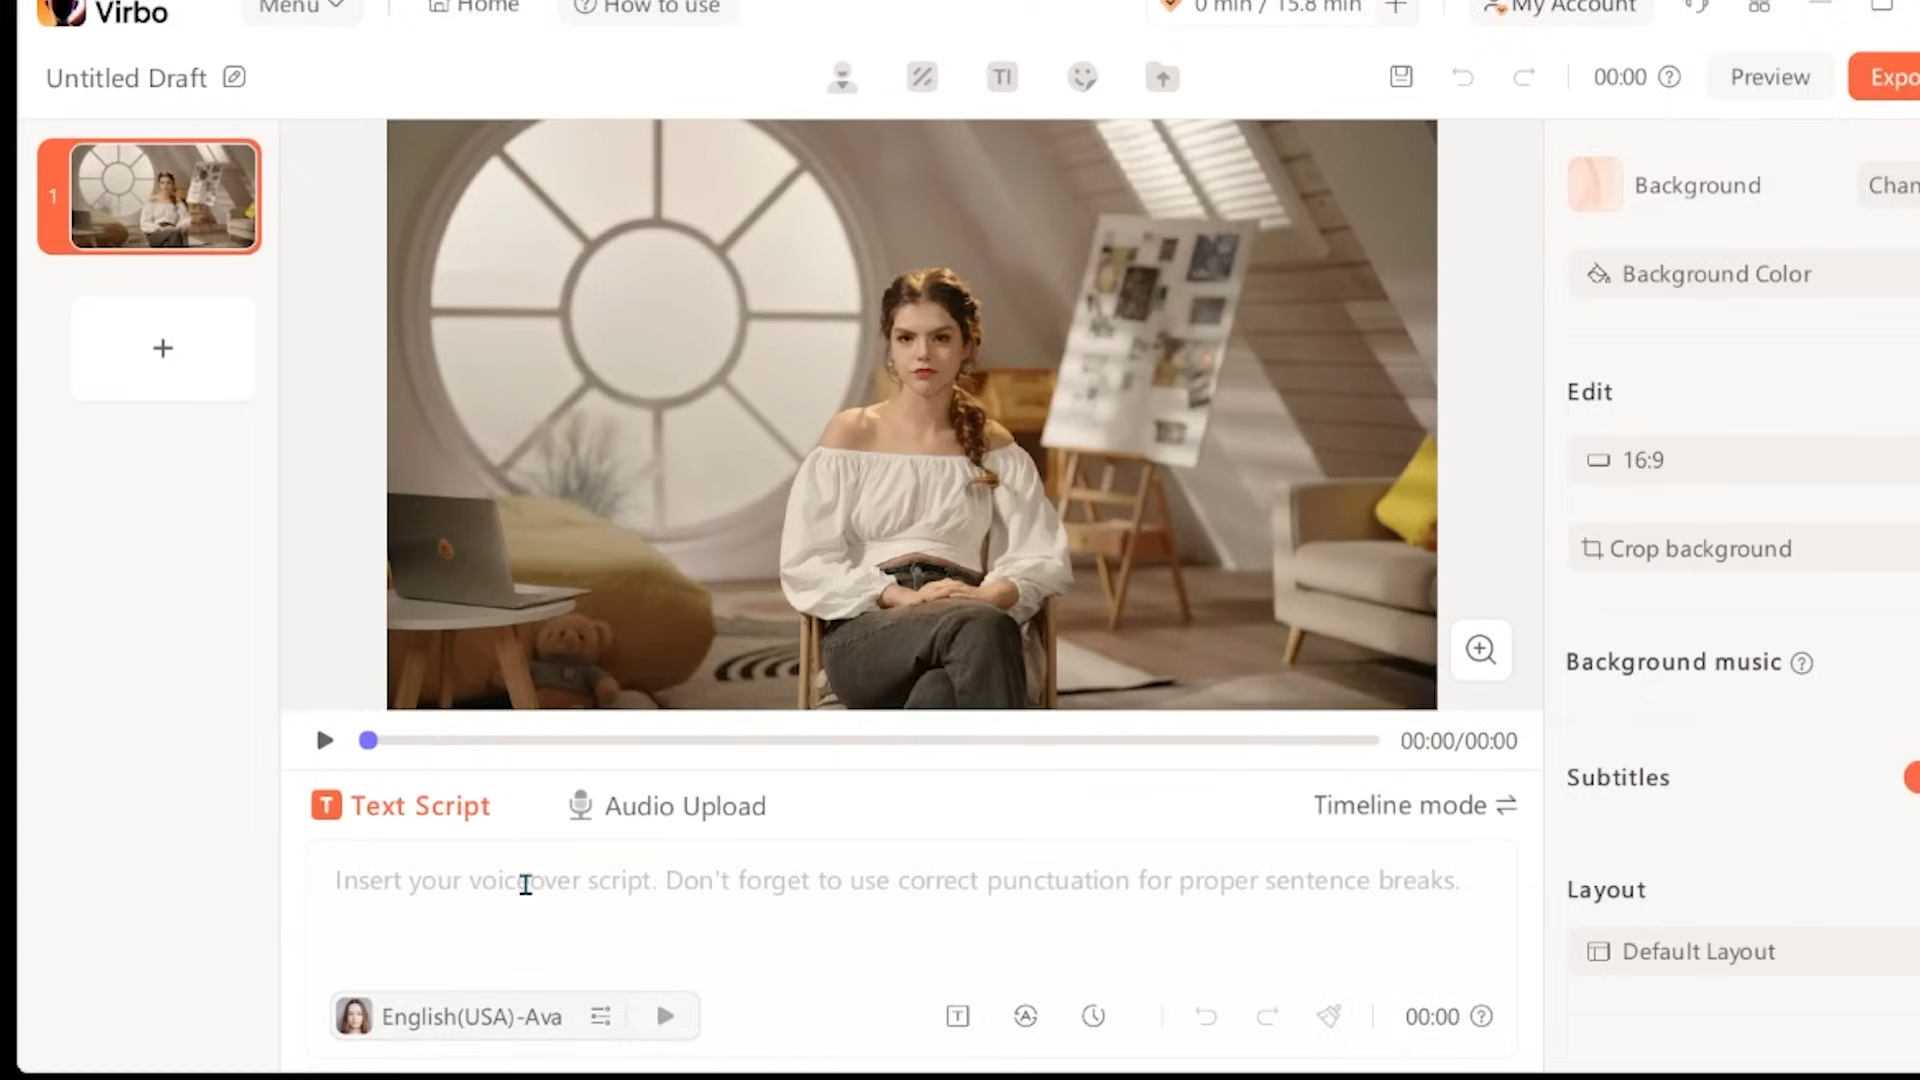 Virbo
Menu
Home
How to use
0 min / 15.8 min
My Account
Untitled Draft
TI
00:00
Preview
Expo
1
Background
Chan
Background Color
Edit
16:9
Crop background
Background music
Subtitles
Layout
Default Layout
00:00/00:00
T Text Script
Audio Upload
Timeline mode
Insert your voiceover script. Don't forget to use correct punctuation for proper sentence breaks.
English(USA)-Ava
T
A
00:00